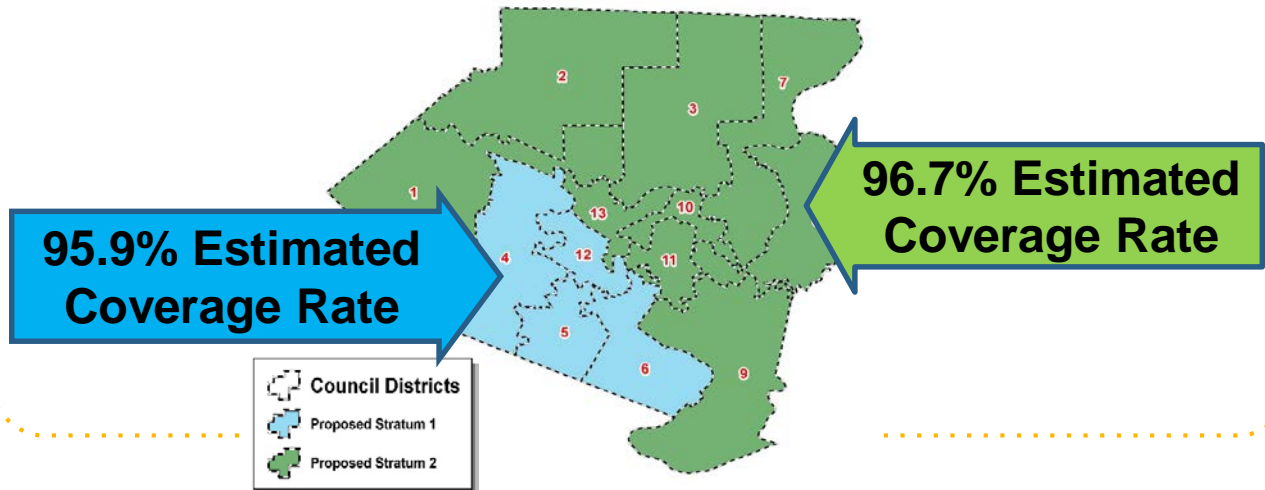 2
7
3
1
96.7% Estimated
Coverage Rate
10
13
95.9% Estimated
Coverage Rate
4
12
11
5
6
9
Council Districts
Proposed Stratum 1
Proposed Stratum 2